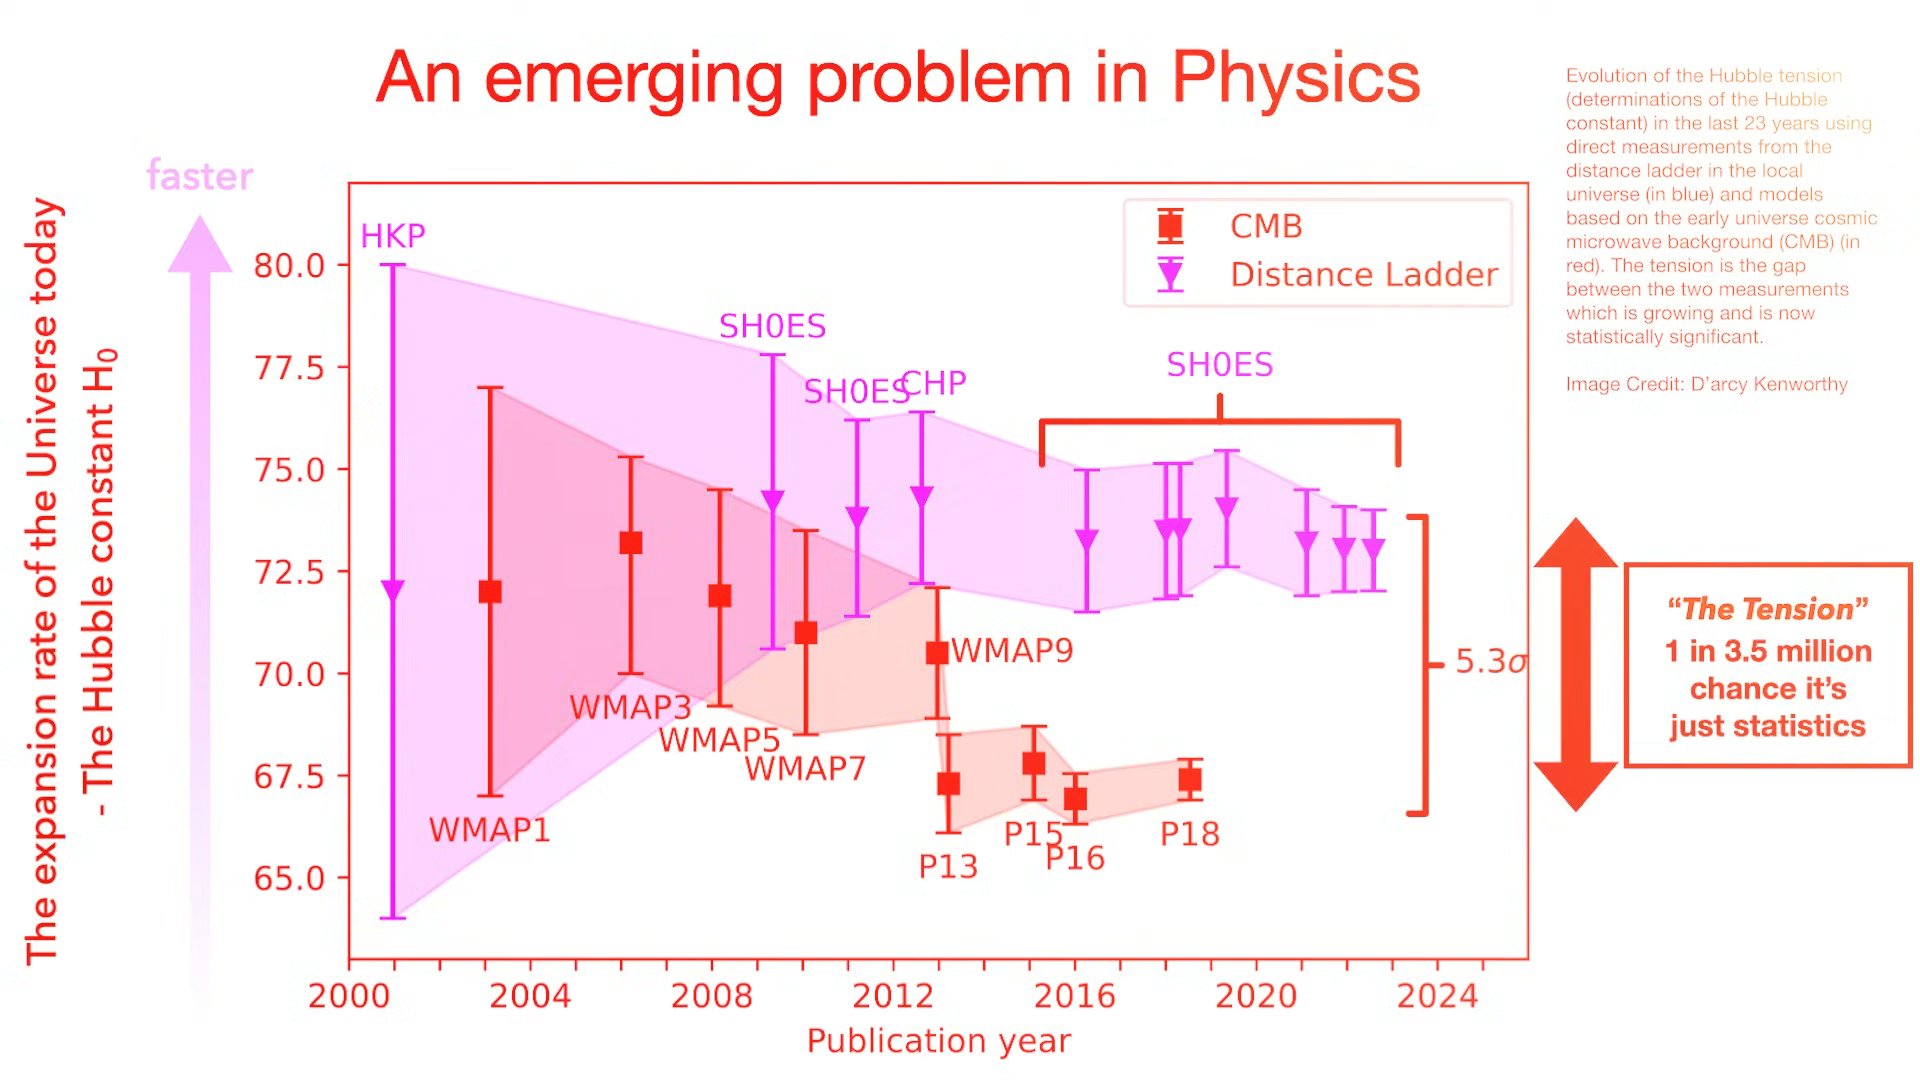 An emerging problem in Physics
Evolution of the Hubble tension
(determinations of the Hubble
constant) in the last 23 years using
direct measurements from the
distance ladder in the local
universe (in blue) and models
based on the early universe cosmic
microwave background (CMB) (in
red). The tension is the gap
between the two measurements
which is growing and is now
statistically significant.
Image Credit: D’arcy Kenworthy
faster
The expansion rate of the Universe today
- The Hubble constant H₀
80.0
77.5
75.0
72.5
70.0
67.5
65.0
CMB
Distance Ladder
HKP
SH0ES
SH0ES
CHP
SH0ES
WMAP9
WMAP3
WMAP5
WMAP7
WMAP1
P13
P15
P16
P18
5.3σ
“The Tension”
1 in 3.5 million
chance it’s
just statistics
2000
2004
2008
2012
2016
2020
2024
Publication year